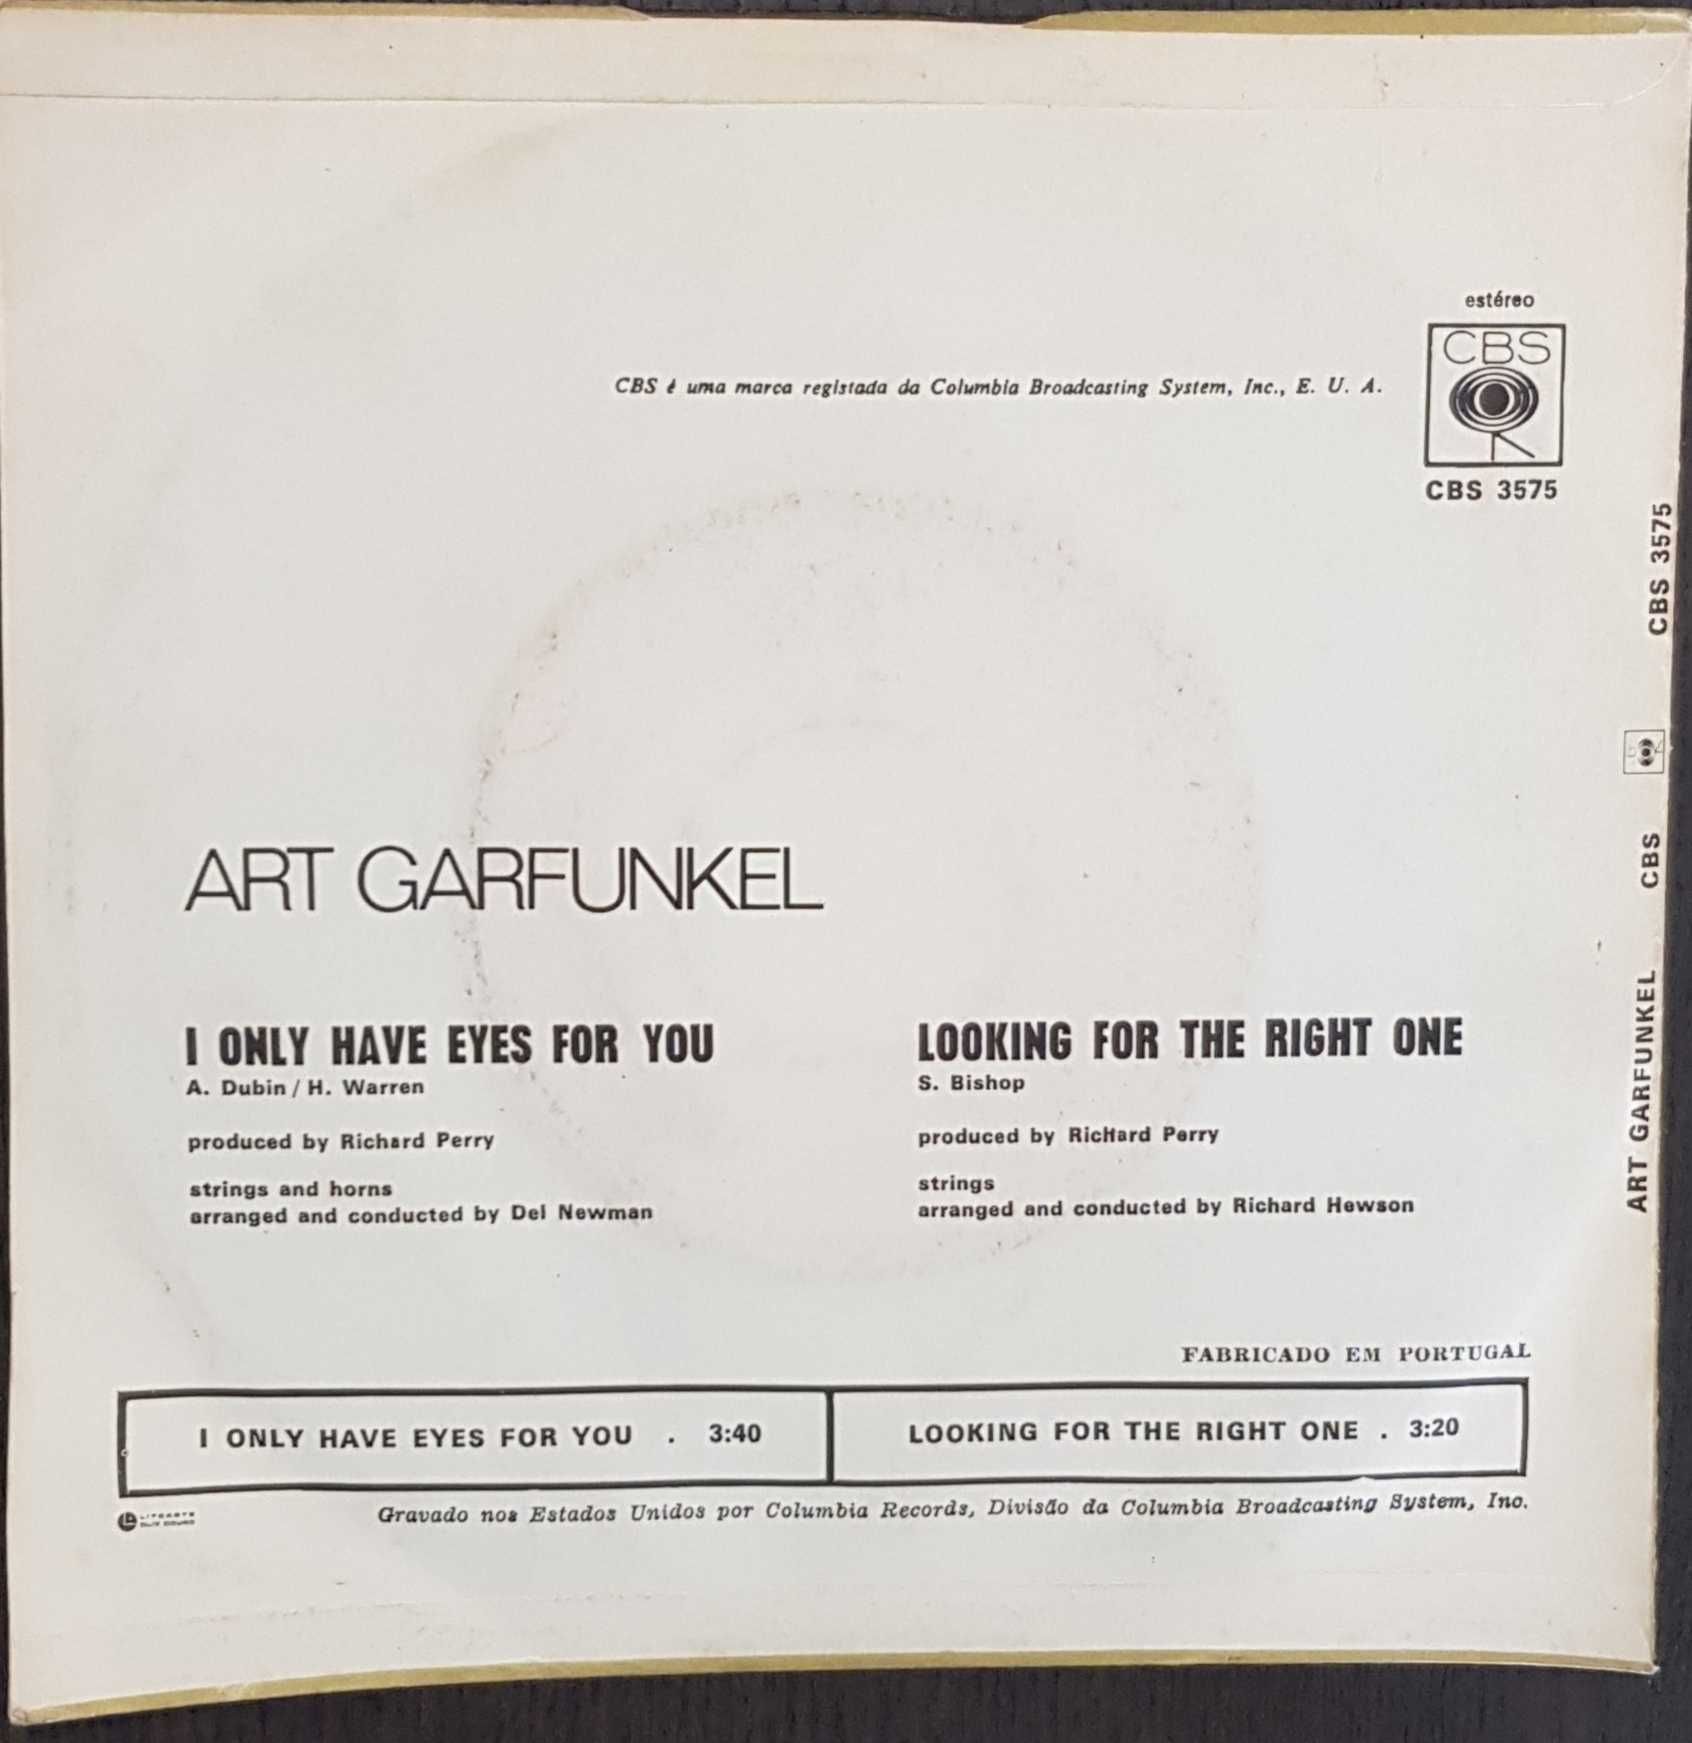 estéreo
CBS
CBS é uma marca registada da Columbia Broadcasting System, Inc., E. U. A.
CBS 3575
CBS 3575
CBS
ART GARFUNKEL
ART GARFUNKEL
I ONLY HAVE EYES FOR YOU
A. Dubin / H. Warren
produced by Richard Perry
strings and horns
arranged and conducted by Del Newman
LOOKING FOR THE RIGHT ONE
S. Bishop
produced by Richard Perry
strings
arranged and conducted by Richard Hewson
FABRICADO EM PORTUGAL
I ONLY HAVE EYES FOR YOU . 3:40
LOOKING FOR THE RIGHT ONE . 3:20
Gravado nos Estados Unidos por Columbia Records, Divisão da Columbia Broadcasting System, Inc.